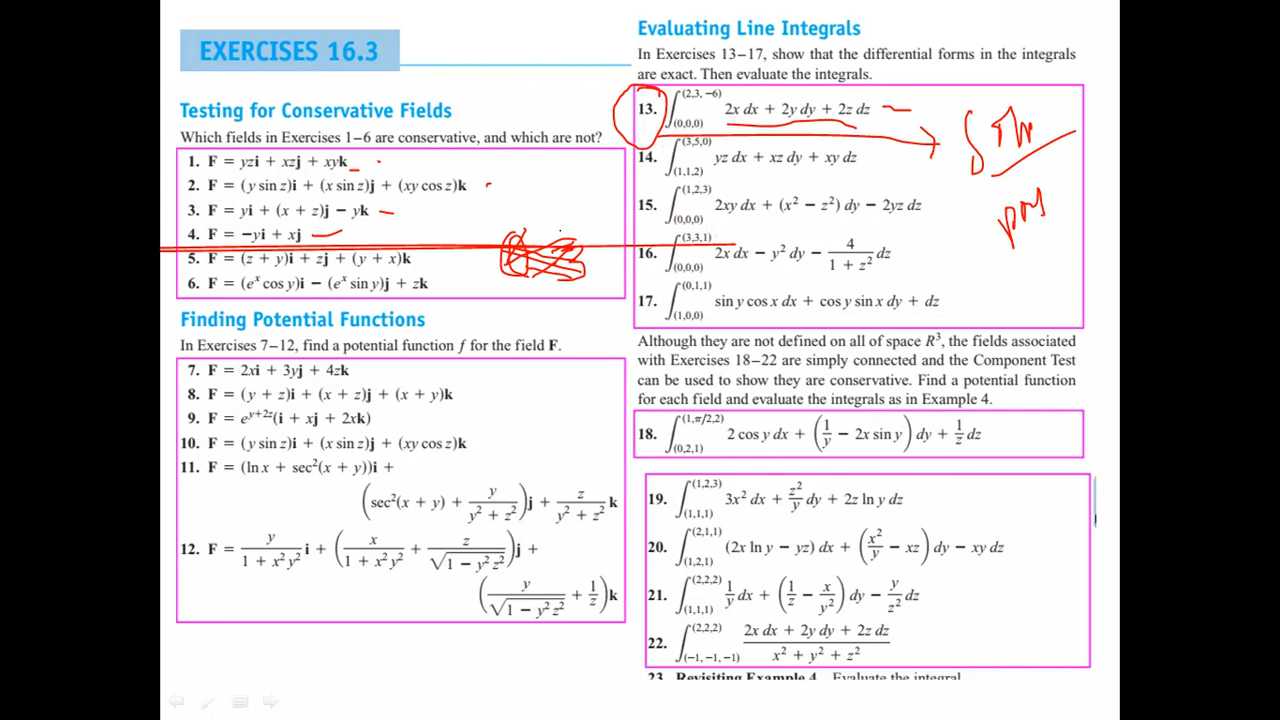 EXERCISES 16.3
Testing for Conservative Fields
Which fields in Exercises 1–6 are conservative, and which are not?
1. F = yzi + xzj + xyk
2. F = (y sin z)i + (x sin z)j + (xy cos z)k
3. F = yi + (x + z)j − yk
4. F = −yi + xj
5. F = (z + y)i + zj + (y + x)k
6. F = (e^x cos y)i − (e^x sin y)j + zk
Finding Potential Functions
In Exercises 7–12, find a potential function f for the field F.
7. F = 2xi + 3yj + 4zk
8. F = (y + z)i + (x + z)j + (x + y)k
9. F = e^{y+2z}(i + xj + 2xk)
10. F = (y sin z)i + (x sin z)j + (xy cos z)k
11. F = (ln x + sec²(x + y))i +
(sec²(x + y) + y/(y² + z²))j + z/(y² + z²) k
12. F = y/(1 + x²y²) i + (x/(1 + x²y²) + z/√(1 − y²z²))j +
(y/√(1 − y²z²) + 1/z)k
Evaluating Line Integrals
In Exercises 13–17, show that the differential forms in the integrals
are exact. Then evaluate the integrals.
13. ∫_{(0,0,0)}^{(2,3,−6)} 2x dx + 2y dy + 2z dz
14. ∫_{(1,1,2)}^{(3,5,0)} yz dx + xz dy + xy dz
15. ∫_{(0,0,0)}^{(1,2,3)} 2xy dx + (x² − z²) dy − 2yz dz
16. ∫_{(0,0,0)}^{(3,3,1)} 2x dx − y² dy − 4/(1 + z²) dz
17. ∫_{(1,0,0)}^{(0,1,1)} sin y cos x dx + cos y sin x dy + dz
Although they are not defined on all of space R³, the fields associated
with Exercises 18–22 are simply connected and the Component Test
can be used to show they are conservative. Find a potential function
for each field and evaluate the integrals as in Example 4.
18. ∫_{(0,2,1)}^{(1,π/2,2)} 2 cos y dx + (1/y − 2x sin y) dy + 1/z dz
19. ∫_{(1,1,1)}^{(1,2,3)} 3x² dx + z²/y dy + 2z ln y dz
20. ∫_{(1,2,1)}^{(2,1,1)} (2x ln y − yz) dx + (x²/y − xz) dy − xy dz
21. ∫_{(1,1,1)}^{(2,2,2)} 1/y dx + (1/z − x/y²) dy − y/z² dz
22. ∫_{(−1,−1,−1)}^{(2,2,2)} (2x dx + 2y dy + 2z dz)/(x² + y² + z²)
23. Revisiting Example 4 Evaluate the integral